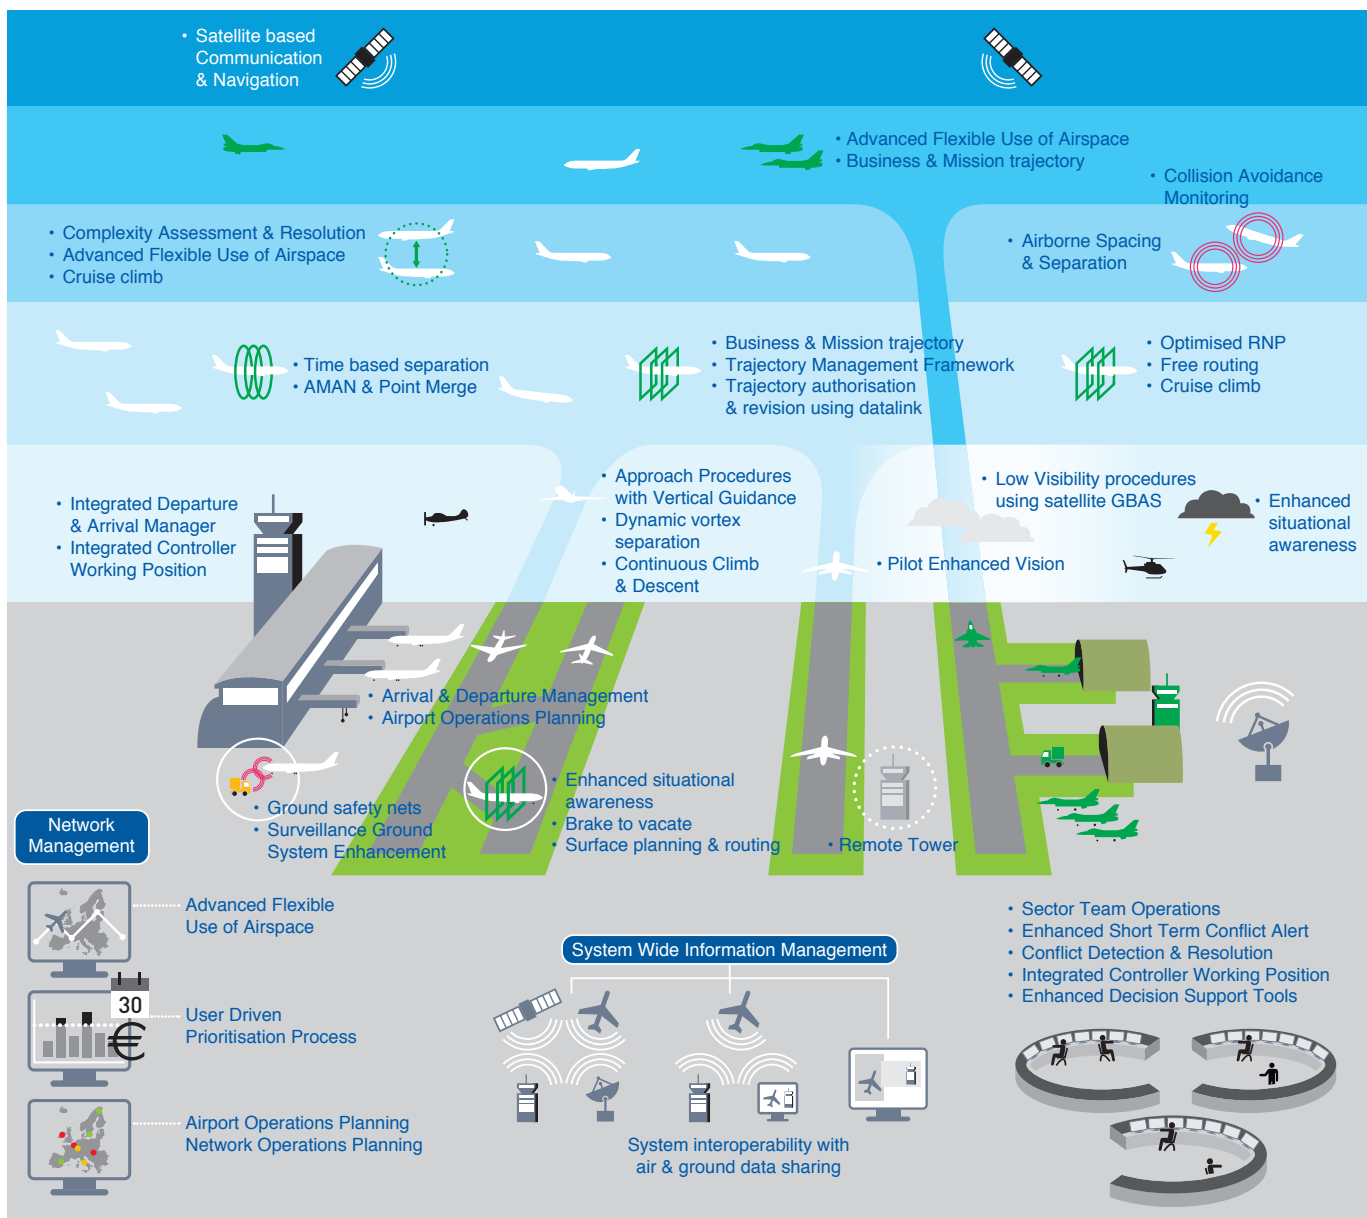 • Satellite based
Communication
& Navigation
• Advanced Flexible Use of Airspace
• Business & Mission trajectory
• Collision Avoidance
Monitoring
• Complexity Assessment & Resolution
• Advanced Flexible Use of Airspace
• Cruise climb
• Airborne Spacing
& Separation
• Time based separation
• AMAN & Point Merge
• Business & Mission trajectory
• Trajectory Management Framework
• Trajectory authorisation
& revision using datalink
• Optimised RNP
• Free routing
• Cruise climb
• Integrated Departure
& Arrival Manager
• Integrated Controller
Working Position
• Approach Procedures
with Vertical Guidance
• Dynamic vortex
separation
• Continuous Climb
& Descent
• Low Visibility procedures
using satellite GBAS
• Enhanced
situational
awareness
• Pilot Enhanced Vision
• Arrival & Departure Management
• Airport Operations Planning
• Ground safety nets
• Surveillance Ground
System Enhancement
• Enhanced situational
awareness
• Brake to vacate
• Surface planning & routing
• Remote Tower
Network
Management
Advanced Flexible
Use of Airspace
30
€
User Driven
Prioritisation Process
Airport Operations Planning
Network Operations Planning
System Wide Information Management
System interoperability with
air & ground data sharing
• Sector Team Operations
• Enhanced Short Term Conflict Alert
• Conflict Detection & Resolution
• Integrated Controller Working Position
• Enhanced Decision Support Tools